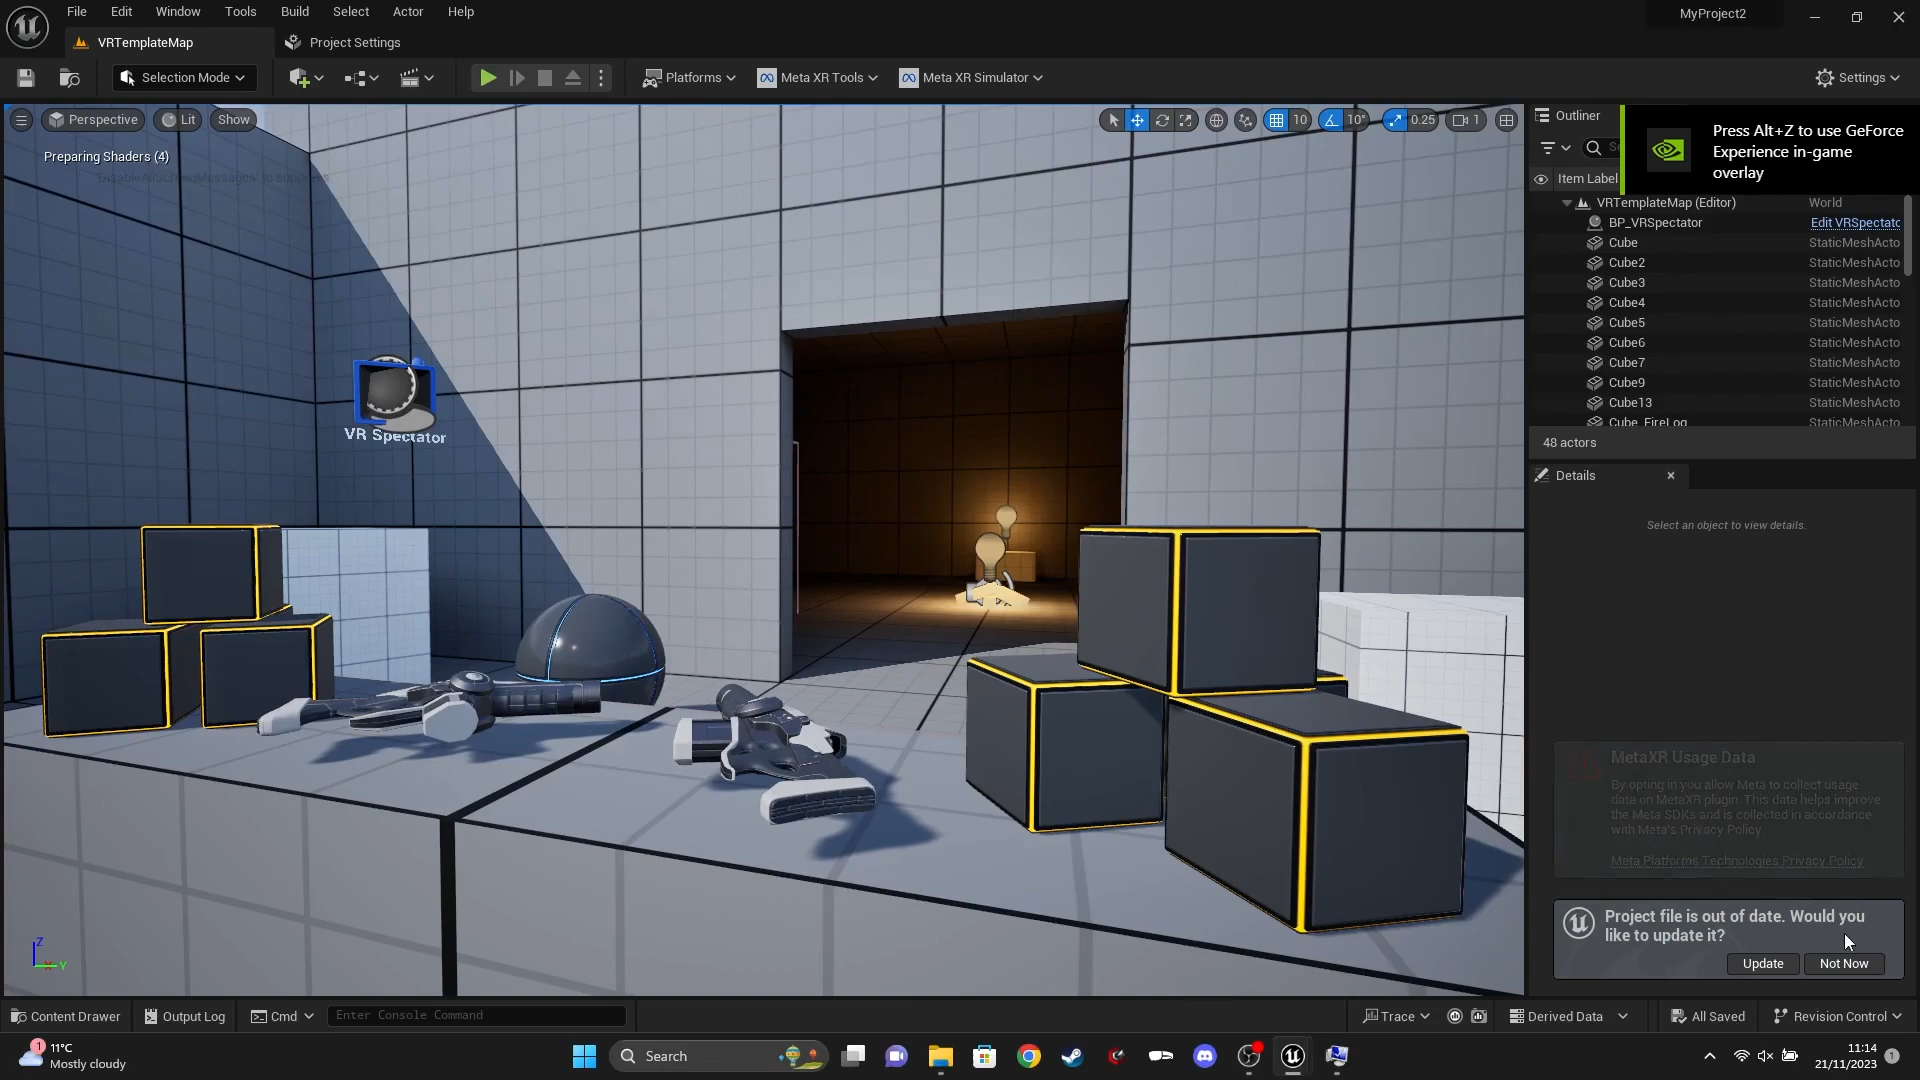 File Edit Window Tools Build Select Actor Help
MyProject2
VRTemplateMap
Project Settings
Selection Mode
Platforms
Meta XR Tools
Meta XR Simulator
Settings
Perspective
Lit
Show
10
10°
0.25
1
Preparing Shaders (4)
Outliner
Press Alt+Z to use GeForce
Experience in-game
overlay
Item Label
VRTemplateMap (Editor) World
BP_VRSpectator Edit VRSpectatc
Cube StaticMeshActo
Cube2 StaticMeshActo
Cube3 StaticMeshActo
Cube4 StaticMeshActo
Cube5 StaticMeshActo
Cube6 StaticMeshActo
Cube7 StaticMeshActo
Cube9 StaticMeshActo
Cube13 StaticMeshActo
Cube_FireLog StaticMeshActo
48 actors
Details
Select an object to view details.
VR Spectator
MetaXR Usage Data
By opting in you allow Meta to collect usage
data on MetaXR plugin. This data helps improve
the Meta SDKs and is collected in accordance
with Meta's Privacy Policy
Meta Platforms Technologies Privacy Policy
Project file is out of date. Would you
like to update it?
Update
Not Now
Z
Y
Content Drawer
Output Log
Cmd
Enter Console Command
Trace
Derived Data
All Saved
Revision Control
1
11°C
Mostly cloudy
Search
11:14
21/11/2023
1